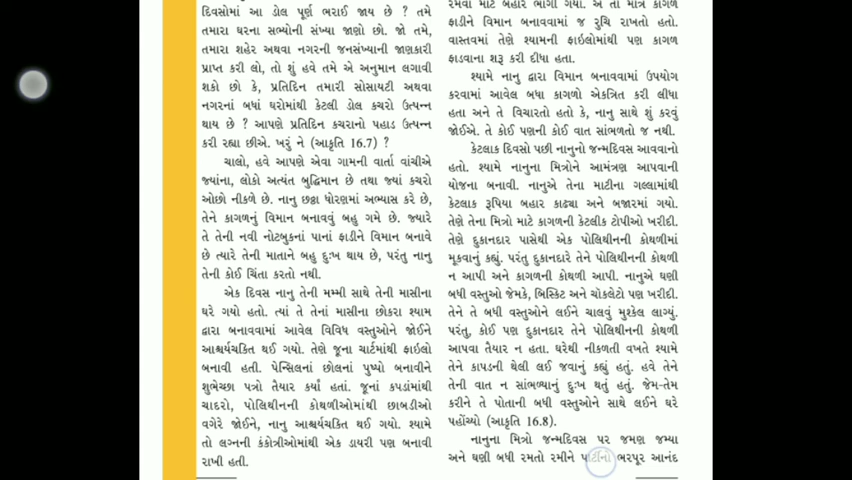 દિવસોમાં આ ડોલ પૂર્ણ ભરાઈ જાય છે ? તમે
તમારા ઘરના સભ્યોની સંખ્યા જાણો છો. જો તમે,
તમારા શહેર અથવા નગરની જનસંખ્યાની જાણકારી
પ્રાપ્ત કરી લો, તો શું હવે તમે એ અનુમાન લગાવી
શકો છો કે, પ્રતિદિન તમારી સોસાયટી અથવા
નગરનાં બધાં ઘરોમાંથી કેટલી ડોલ કચરો ઉત્પન્ન
થાય છે ? આપણે પ્રતિદિન કચરાનો પહાડ ઉત્પન્ન
કરી રહ્યા છીએ. ખરું ને (આકૃતિ 16.7) ?
ચાલો, હવે આપણે એવા ગામની વાર્તા વાંચીએ
જ્યાંના, લોકો અત્યંત બુદ્ધિમાન છે તથા જ્યાં કચરો
ઓછો નીકળે છે. નાનુ છઠ્ઠા ધોરણમાં અભ્યાસ કરે છે,
તેને કાગળનું વિમાન બનાવવું બહુ ગમે છે. જ્યારે
તે તેની નવી નોટબુકનાં પાનાં ફાડીને વિમાન બનાવે
છે ત્યારે તેની માતાને બહુ દુઃખ થાય છે, પરંતુ નાનુ
તેની કોઈ ચિંતા કરતો નથી.
એક દિવસ નાનુ તેની મમ્મી સાથે તેની માસીના
ઘરે ગયો હતો. ત્યાં તે તેનાં માસીના છોકરા શ્યામ
દ્વારા બનાવવામાં આવેલ વિવિધ વસ્તુઓને જોઈને
આશ્ચર્યચકિત થઈ ગયો. તેણે જૂના ચાર્ટમાંથી ફાઇલો
બનાવી હતી. પેન્સિલનાં છોલનાં પુષ્પો બનાવીને
શુભેચ્છા પત્રો તૈયાર કર્યાં હતાં. જૂનાં કપડાંમાંથી
ચાદરો, પોલિથીનની કોથળીઓમાંથી છાબડીઓ
વગેરે જોઈને, નાનુ આશ્ચર્યચકિત થઈ ગયો. શ્યામે
તો લગ્નની કંકોત્રીઓમાંથી એક ડાયરી પણ બનાવી
રાખી હતી.
રમવા માટે બહાર ભાગી ગયો. એ તો માત્ર કાગળ
ફાડીને વિમાન બનાવવામાં જ રુચિ રાખતો હતો.
વાસ્તવમાં તેણે શ્યામની ફાઇલોમાંથી પણ કાગળ
ફાડવાના શરૂ કરી દીધા હતા.
શ્યામે નાનુ દ્વારા વિમાન બનાવવામાં ઉપયોગ
કરવામાં આવેલ બધા કાગળો એકત્રિત કરી લીધા
હતા અને તે વિચારતો હતો કે, નાનુ સાથે શું કરવું
જોઈએ. તે કોઈ પણની કોઈ વાત સાંભળતો જ નથી.
કેટલાક દિવસો પછી નાનુનો જન્મદિવસ આવવાનો
હતો. શ્યામે નાનુના મિત્રોને આમંત્રણ આપવાની
યોજના બનાવી. નાનુએ તેના માટીના ગલ્લામાંથી
કેટલાક રૂપિયા બહાર કાઢ્યા અને બજારમાં ગયો.
તેણે તેના મિત્રો માટે કાગળની કેટલીક ટોપીઓ ખરીદી.
તેણે દુકાનદાર પાસેથી એક પોલિથીનની કોથળીમાં
મૂકવાનું કહ્યું. પરંતુ દુકાનદારે તેને પોલિથીનની કોથળી
ન આપી અને કાગળની કોથળી આપી. નાનુએ ઘણી
બધી વસ્તુઓ જેમકે, બિસ્કિટ અને ચૉકલેટો પણ ખરીદી.
તેને તે બધી વસ્તુઓને લઈને ચાલવું મુશ્કેલ લાગ્યું.
પરંતુ, કોઈ પણ દુકાનદાર તેને પોલિથીનની કોથળી
આપવા તૈયાર ન હતા. ઘરેથી નીકળતી વખતે શ્યામે
તેને કાપડની થેલી લઈ જવાનું કહ્યું હતું. હવે તેને
તેની વાત ન સાંભળ્યાનું દુઃખ થતું હતું. જેમ-તેમ
કરીને તે પોતાની બધી વસ્તુઓને સાથે લઈને ઘરે
પહોંચ્યો (આકૃતિ 16.8).
નાનુના મિત્રો જન્મદિવસ પર જમણ જમ્યા
અને ઘણી બધી રમતો રમીને પાર્ટીનો ભરપૂર આનંદ